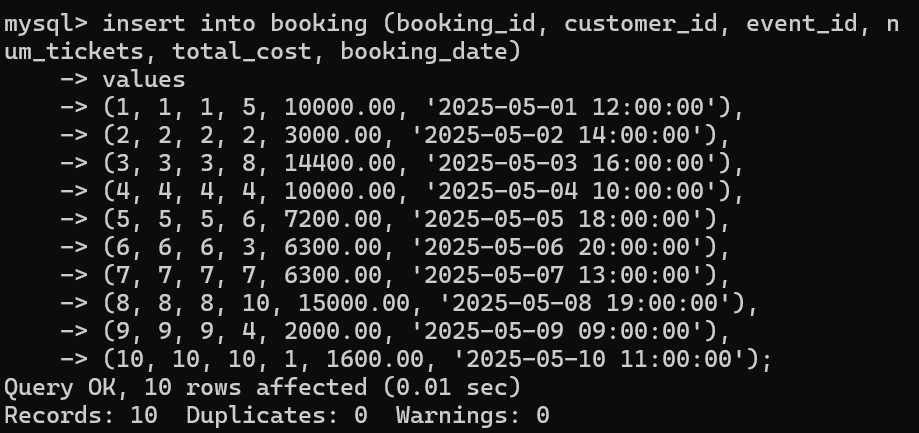 mysql> insert into booking (booking_id, customer_id, event_id, n
um_tickets, total_cost, booking_date)
    -> values
    -> (1, 1, 1, 5, 10000.00, '2025-05-01 12:00:00'),
    -> (2, 2, 2, 2, 3000.00, '2025-05-02 14:00:00'),
    -> (3, 3, 3, 8, 14400.00, '2025-05-03 16:00:00'),
    -> (4, 4, 4, 4, 10000.00, '2025-05-04 10:00:00'),
    -> (5, 5, 5, 6, 7200.00, '2025-05-05 18:00:00'),
    -> (6, 6, 6, 3, 6300.00, '2025-05-06 20:00:00'),
    -> (7, 7, 7, 7, 6300.00, '2025-05-07 13:00:00'),
    -> (8, 8, 8, 10, 15000.00, '2025-05-08 19:00:00'),
    -> (9, 9, 9, 4, 2000.00, '2025-05-09 09:00:00'),
    -> (10, 10, 10, 1, 1600.00, '2025-05-10 11:00:00');
Query OK, 10 rows affected (0.01 sec)
Records: 10  Duplicates: 0  Warnings: 0